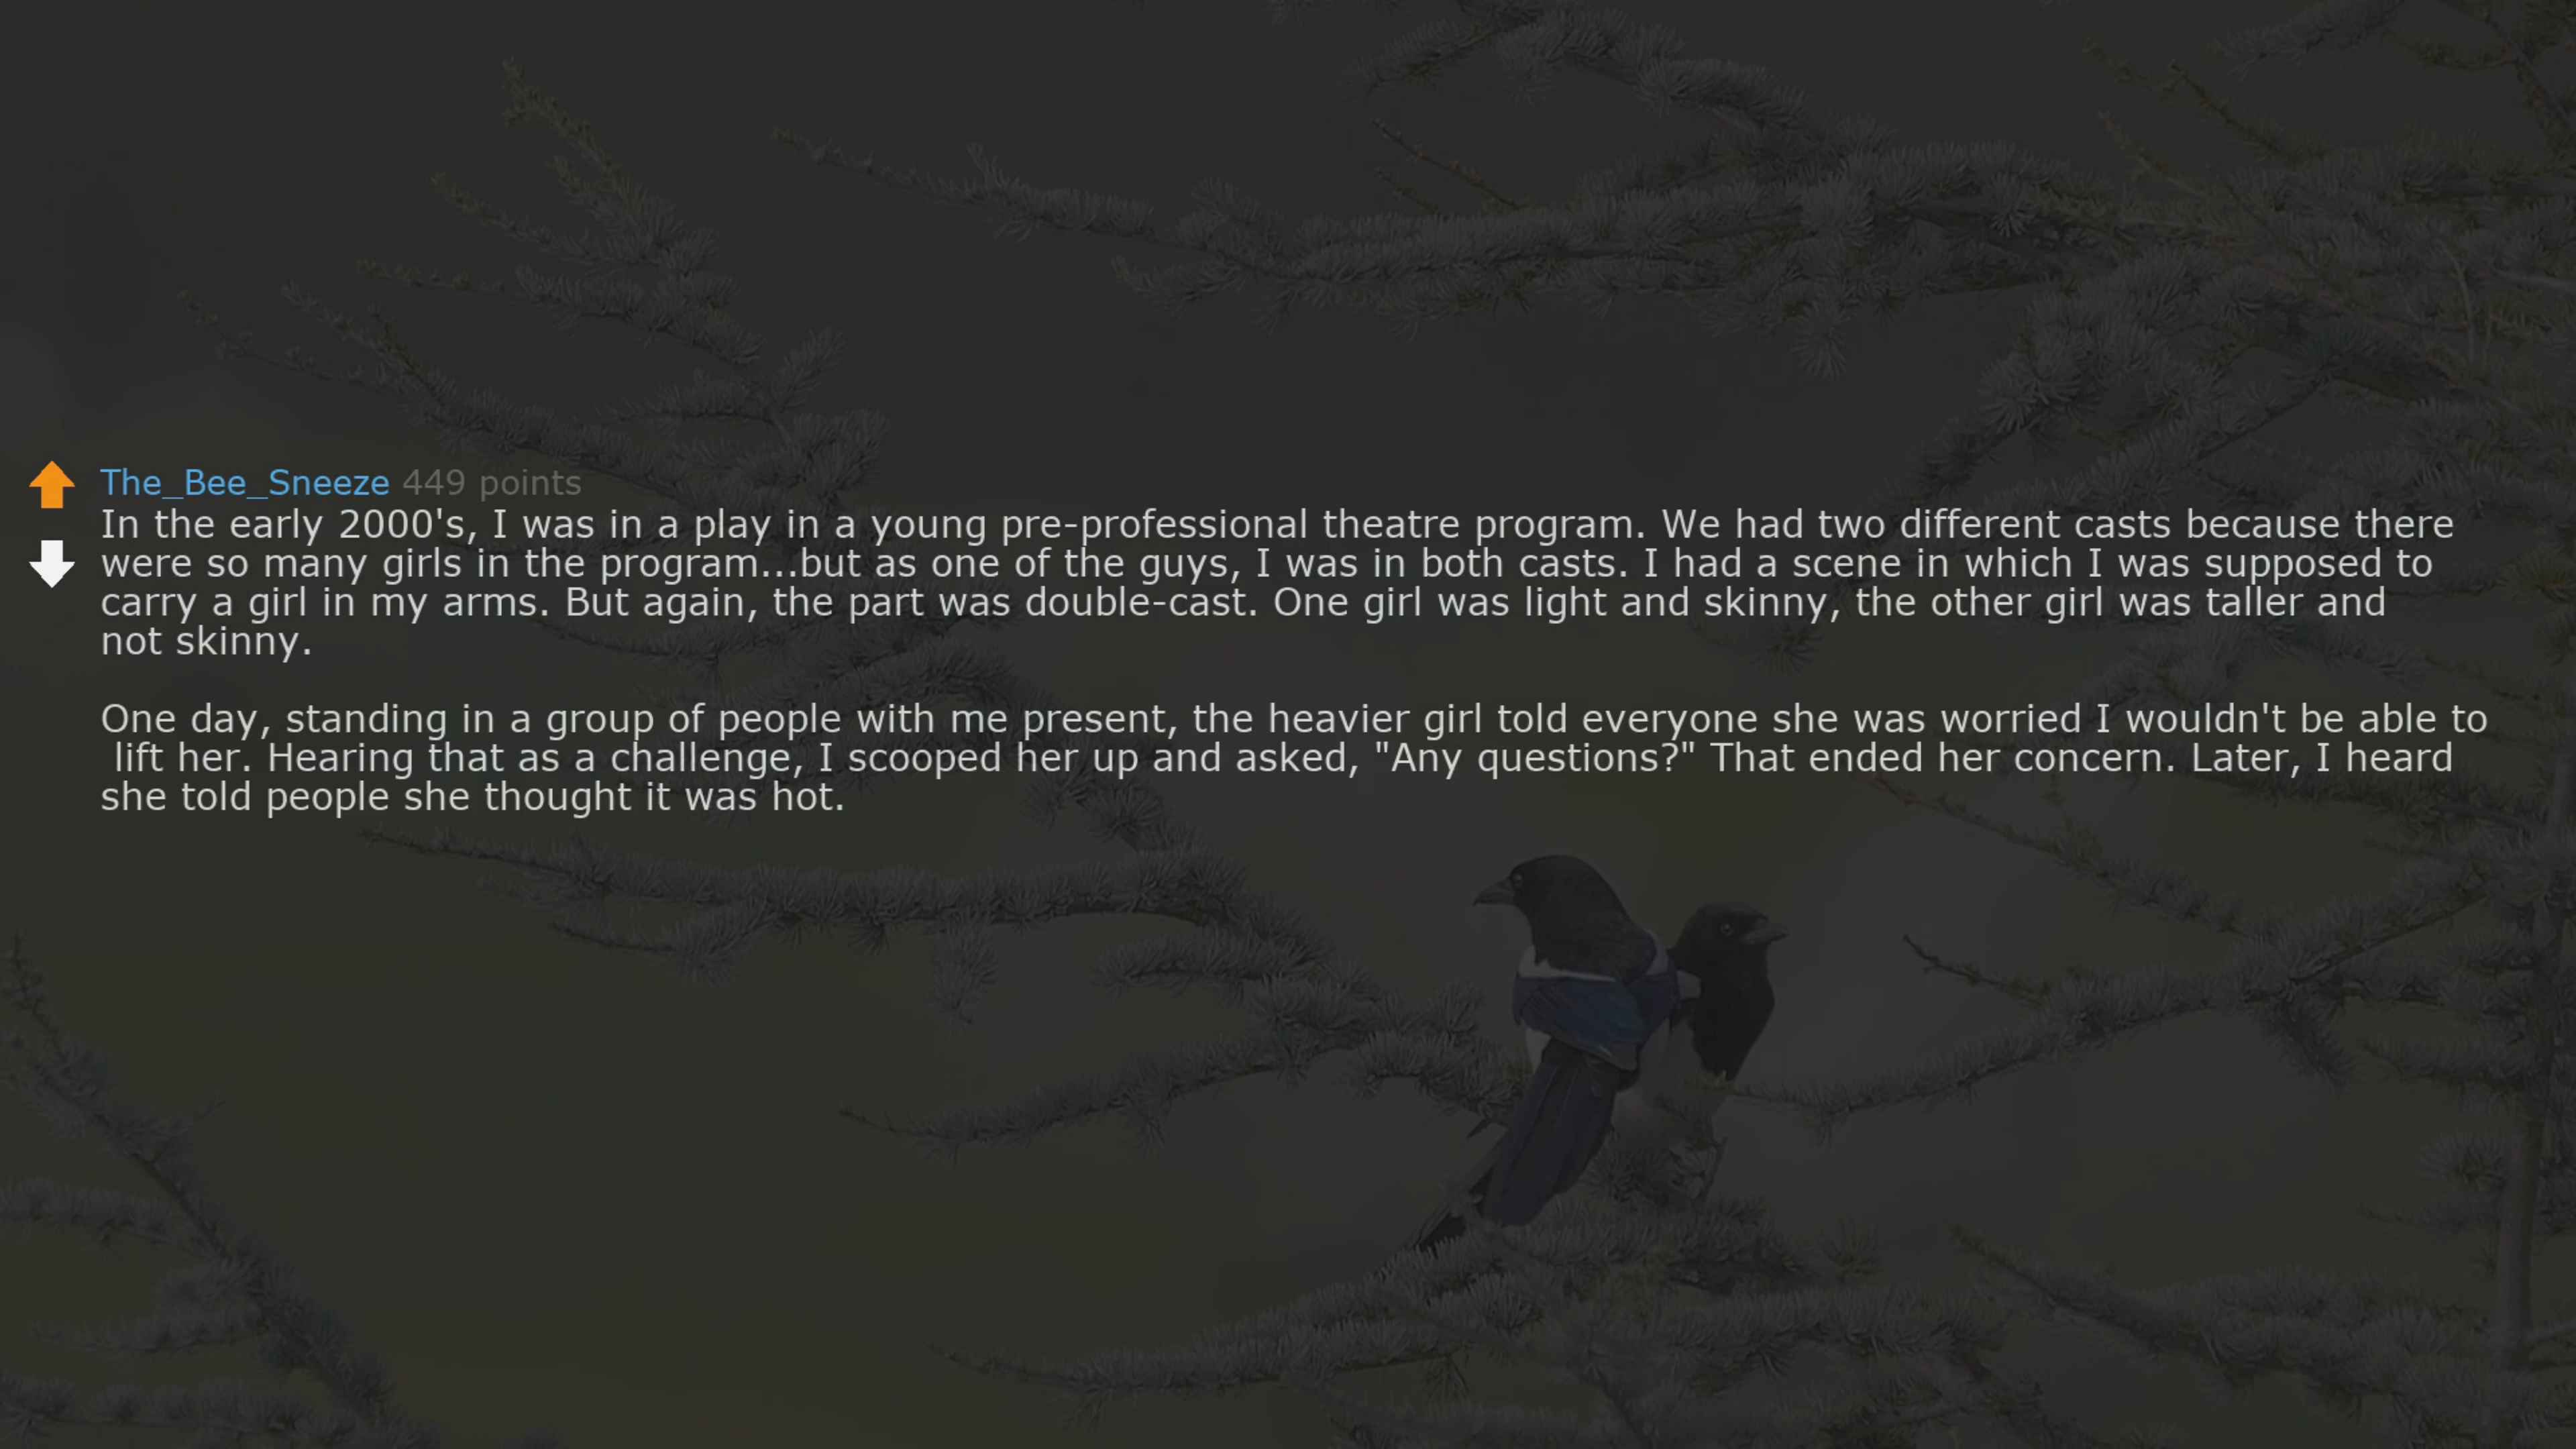 The_Bee_Sneeze 449 points
In the early 2000's, I was in a play in a young pre-professional theatre program. We had two different casts because there
were so many girls in the program...but as one of the guys, I was in both casts. I had a scene in which I was supposed to
carry a girl in my arms. But again, the part was double-cast. One girl was light and skinny, the other girl was taller and
not skinny.
One day, standing in a group of people with me present, the heavier girl told everyone she was worried I wouldn't be able to
lift her. Hearing that as a challenge, I scooped her up and asked, "Any questions?" That ended her concern. Later, I heard
she told people she thought it was hot.